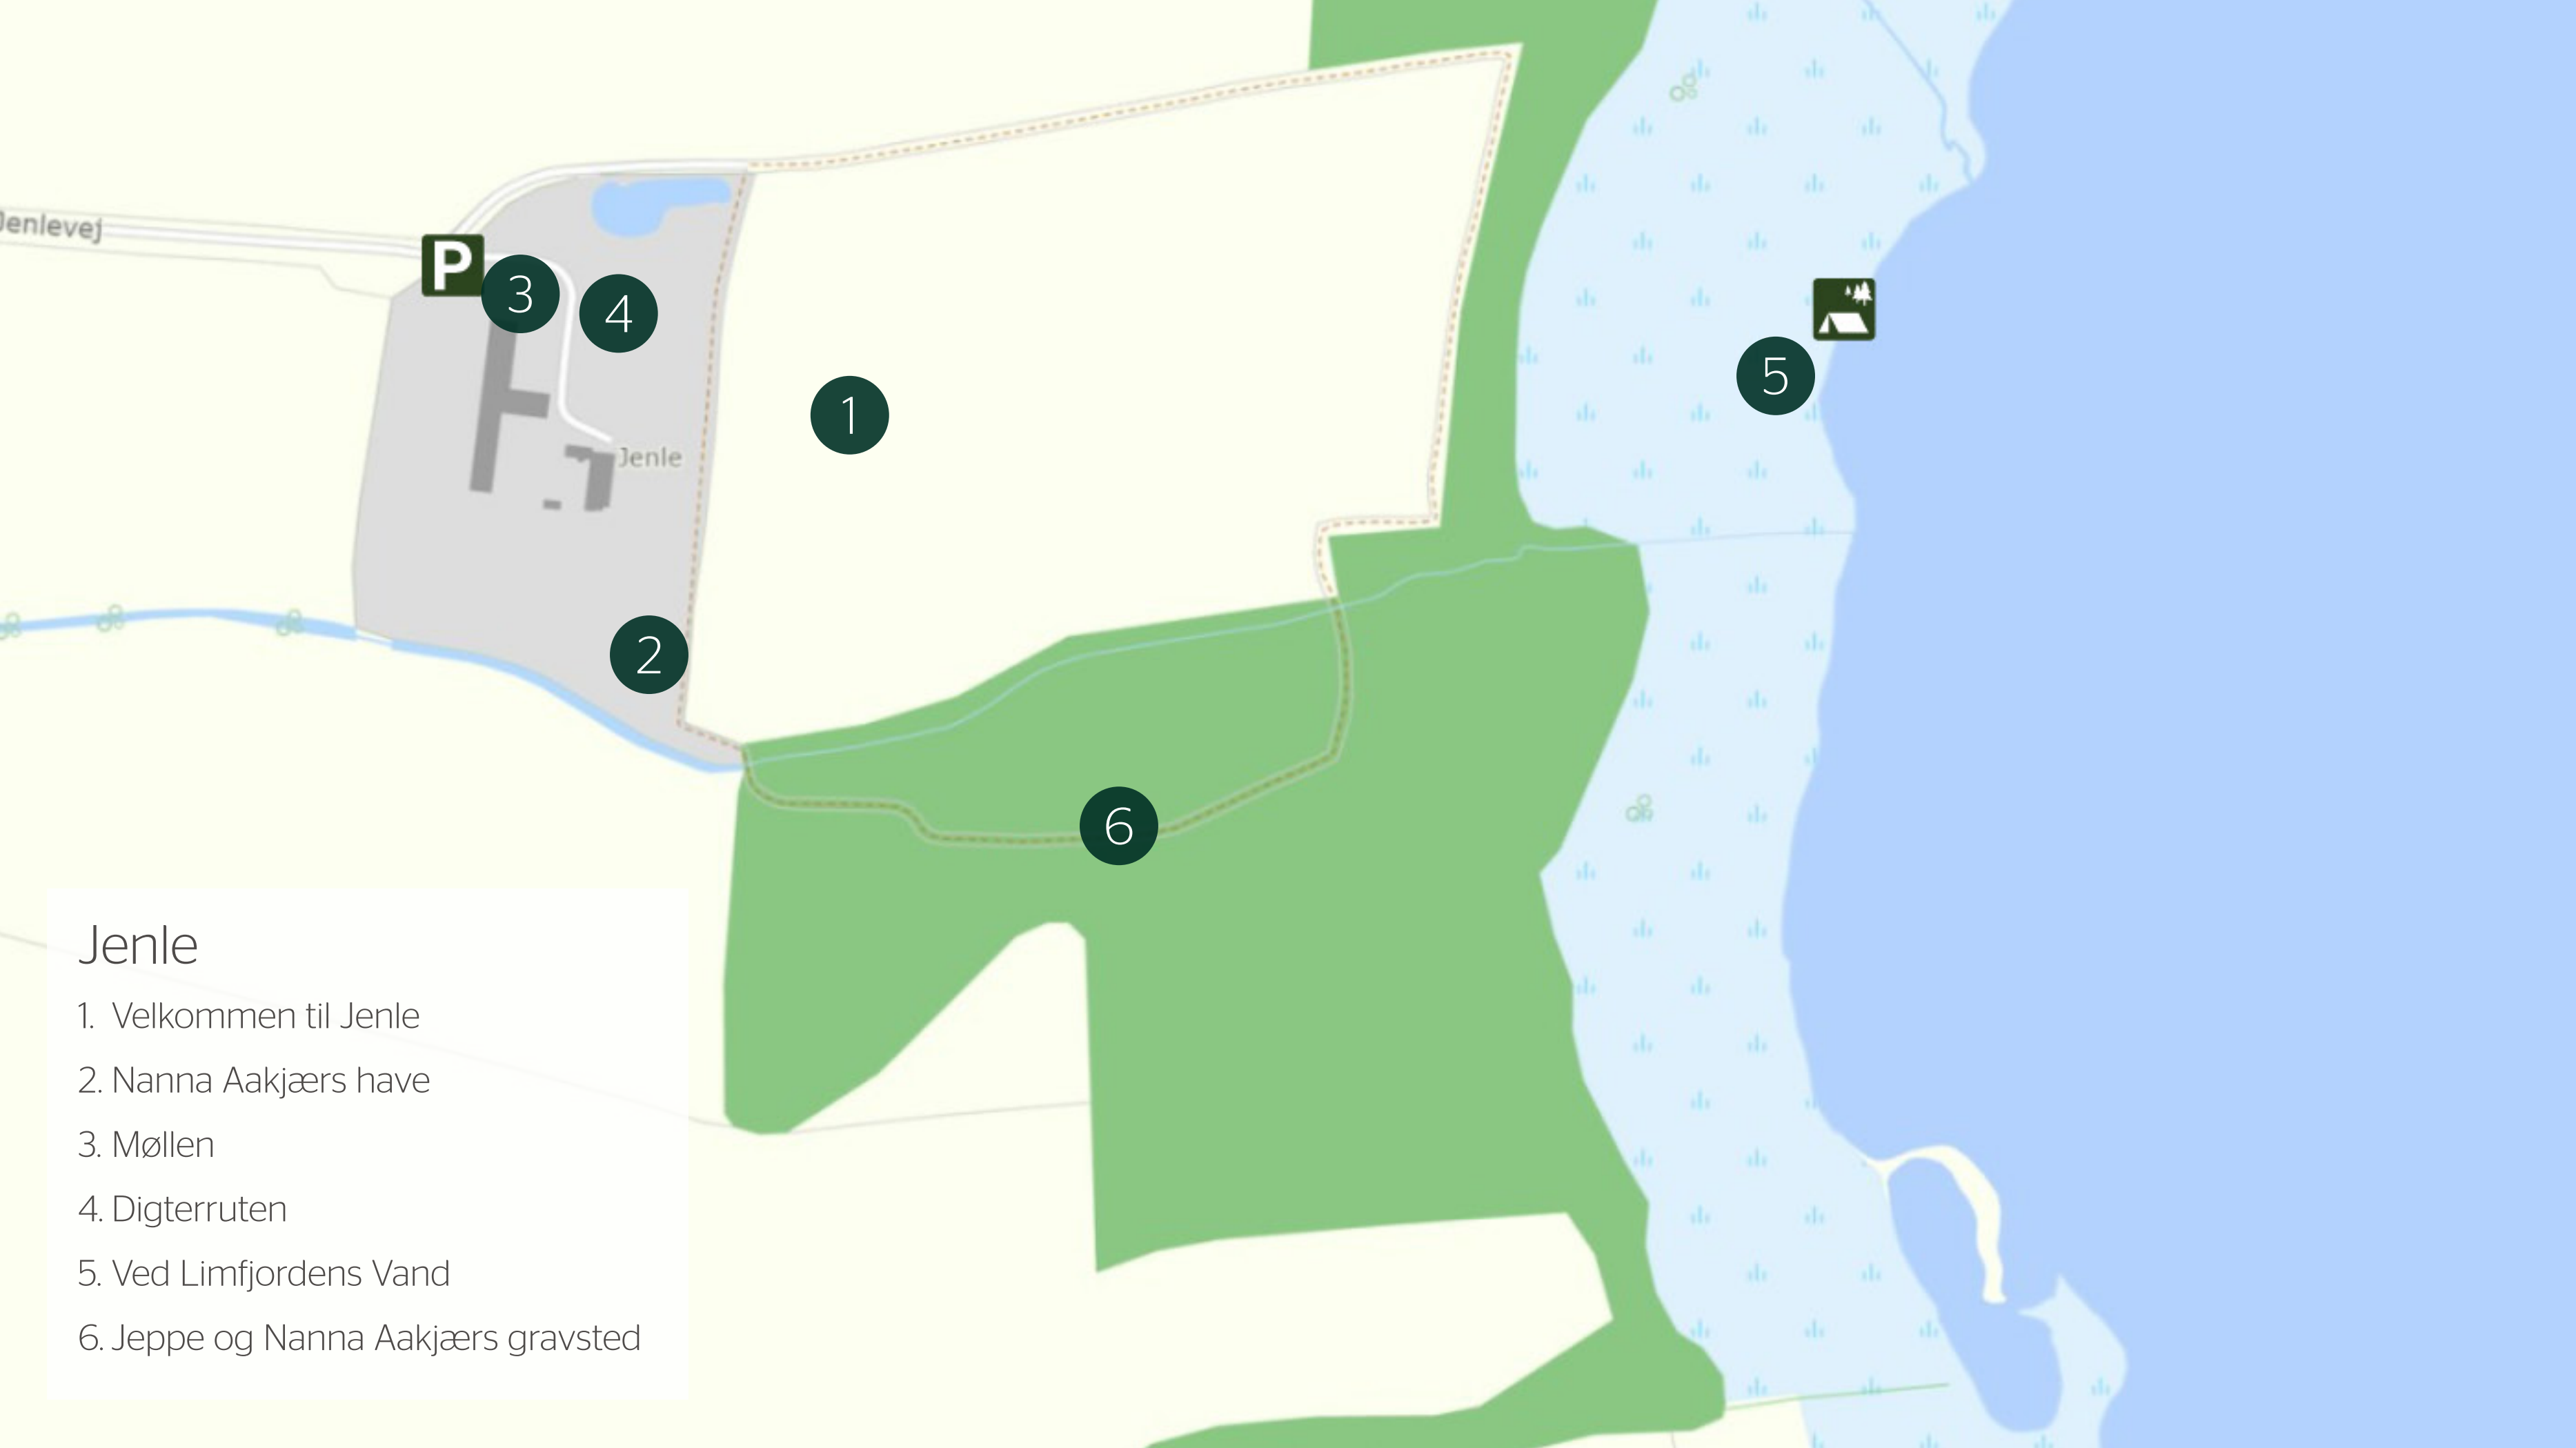 Jenlevej
P
3
4
5
1
Jenle
2
6
Jenle
1. Velkommen til Jenle
2. Nanna Aakjærs have
3. Møllen
4. Digterruten
5. Ved Limfjordens Vand
6. Jeppe og Nanna Aakjærs gravsted